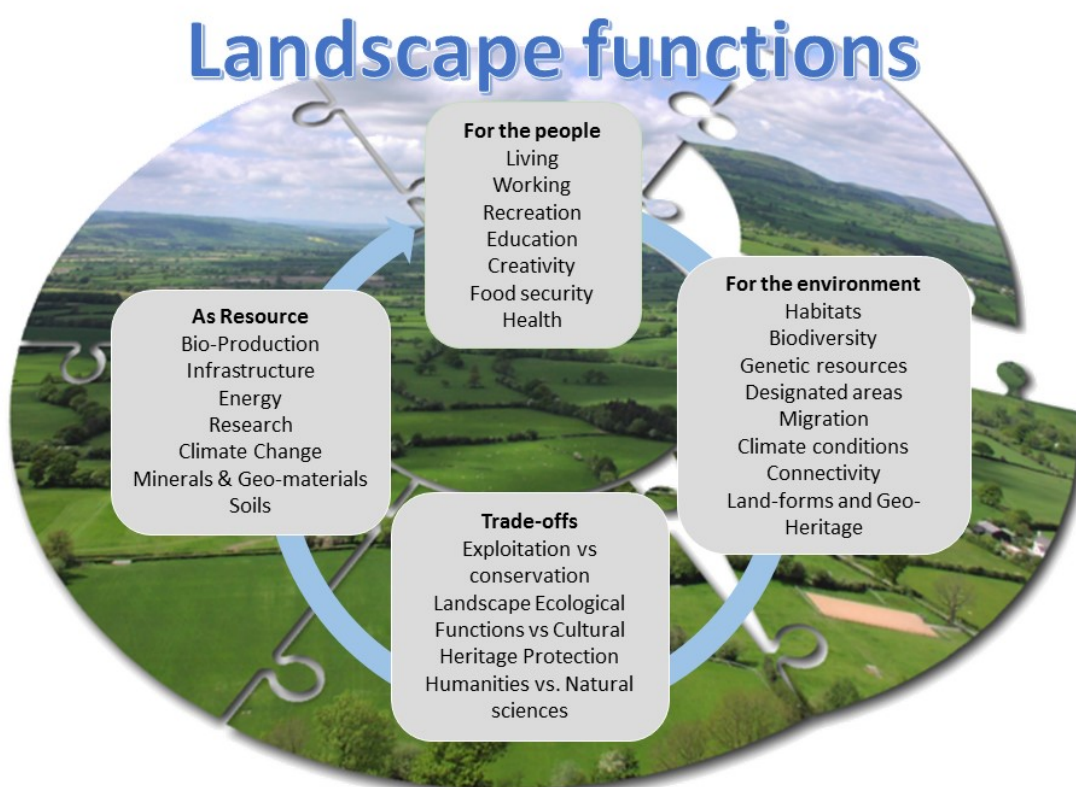 Landscape functions
For the people
Living
Working
Recreation
Education
Creativity
Food security
Health
For the environment
Habitats
Biodiversity
Genetic resources
Designated areas
Migration
Climate conditions
Connectivity
Land-forms and Geo-
Heritage
Trade-offs
Exploitation vs
conservation
Landscape Ecological
Functions vs Cultural
Heritage Protection
Humanities vs. Natural
sciences
As Resource
Bio-Production
Infrastructure
Energy
Research
Climate Change
Minerals & Geo-materials
Soils